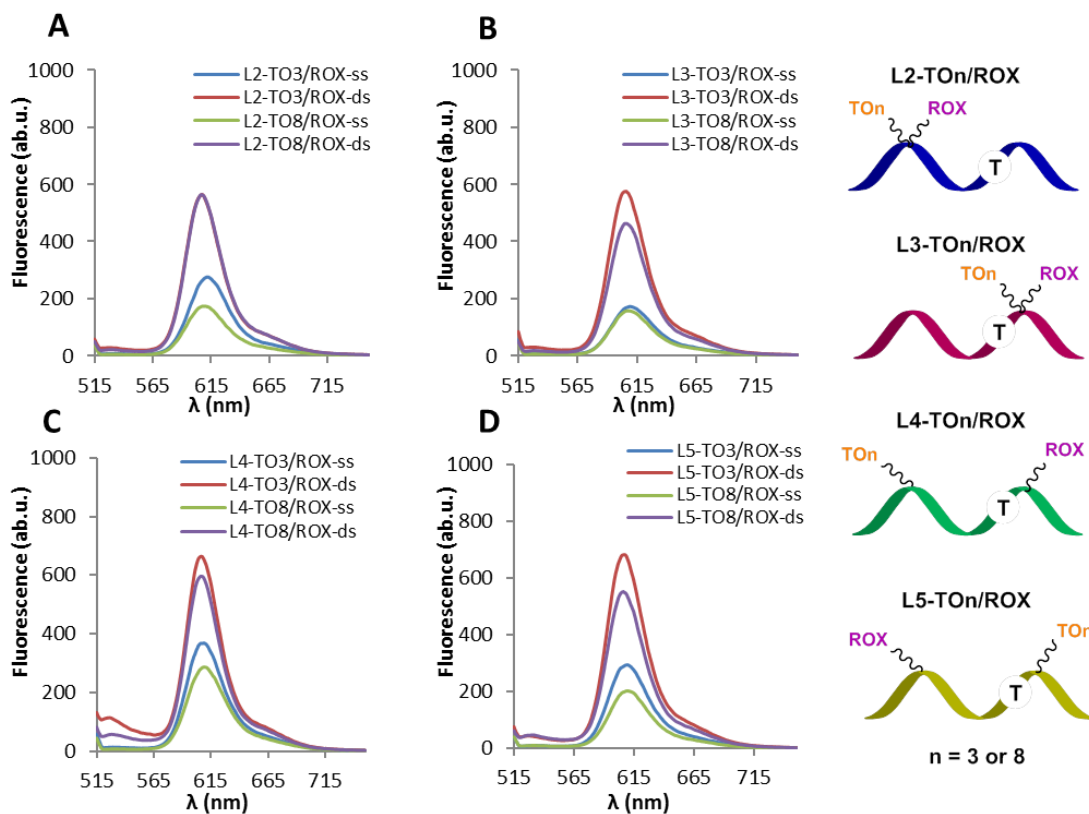 A
Fluorescence (ab.u.)
1000
800
600
400
200
0
515 565 615 665 715
λ (nm)
L2-TO3/ROX-ss
L2-TO3/ROX-ds
L2-TO8/ROX-ss
L2-TO8/ROX-ds
B
Fluorescence (ab.u.)
1000
800
600
400
200
0
515 565 615 665 715
λ (nm)
L3-TO3/ROX-ss
L3-TO3/ROX-ds
L3-TO8/ROX-ss
L3-TO8/ROX-ds
C
Fluorescence (ab.u.)
1000
800
600
400
200
0
515 565 615 665 715
λ (nm)
L4-TO3/ROX-ss
L4-TO3/ROX-ds
L4-TO8/ROX-ss
L4-TO8/ROX-ds
D
Fluorescence (ab.u.)
1000
800
600
400
200
0
515 565 615 665 715
λ (nm)
L5-TO3/ROX-ss
L5-TO3/ROX-ds
L5-TO8/ROX-ss
L5-TO8/ROX-ds
L2-TOn/ROX
TOn ROX
T
L3-TOn/ROX
TOn ROX
T
L4-TOn/ROX
TOn ROX
T
L5-TOn/ROX
ROX TOn
T
n = 3 or 8